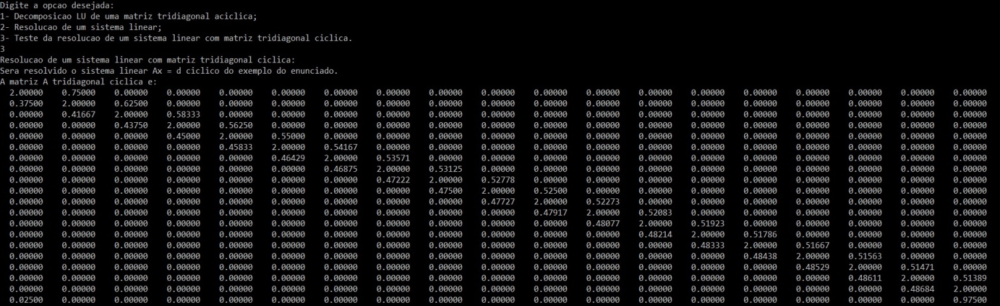 Digite a opcao desejada:
1- Decomposicao LU de uma matriz tridiagonal aciclica;
2- Resolucao de um sistema linear;
3- Teste da resolucao de um sistema linear com matriz tridiagonal ciclica.
3
Resolucao de um sistema linear com matriz tridiagonal ciclica:
Sera resolvido o sistema linear Ax = d ciclico do exemplo do enunciado.
A matriz A tridiagonal ciclica e:
2.00000 0.75000 0.00000 0.00000 0.00000 0.00000 0.00000 0.00000 0.00000 0.00000 0.00000 0.00000 0.00000 0.00000 0.00000 0.00000 0.00000 0.00000 0.00000
0.37500 2.00000 0.62500 0.00000 0.00000 0.00000 0.00000 0.00000 0.00000 0.00000 0.00000 0.00000 0.00000 0.00000 0.00000 0.00000 0.00000 0.00000 0.00000
0.00000 0.41667 2.00000 0.58333 0.00000 0.00000 0.00000 0.00000 0.00000 0.00000 0.00000 0.00000 0.00000 0.00000 0.00000 0.00000 0.00000 0.00000 0.00000
0.00000 0.00000 0.43750 2.00000 0.56250 0.00000 0.00000 0.00000 0.00000 0.00000 0.00000 0.00000 0.00000 0.00000 0.00000 0.00000 0.00000 0.00000 0.00000
0.00000 0.00000 0.00000 0.45000 2.00000 0.55000 0.00000 0.00000 0.00000 0.00000 0.00000 0.00000 0.00000 0.00000 0.00000 0.00000 0.00000 0.00000 0.00000
0.00000 0.00000 0.00000 0.00000 0.45833 2.00000 0.54167 0.00000 0.00000 0.00000 0.00000 0.00000 0.00000 0.00000 0.00000 0.00000 0.00000 0.00000 0.00000
0.00000 0.00000 0.00000 0.00000 0.00000 0.46429 2.00000 0.53571 0.00000 0.00000 0.00000 0.00000 0.00000 0.00000 0.00000 0.00000 0.00000 0.00000 0.00000
0.00000 0.00000 0.00000 0.00000 0.00000 0.00000 0.46875 2.00000 0.53125 0.00000 0.00000 0.00000 0.00000 0.00000 0.00000 0.00000 0.00000 0.00000 0.00000
0.00000 0.00000 0.00000 0.00000 0.00000 0.00000 0.00000 0.47222 2.00000 0.52778 0.00000 0.00000 0.00000 0.00000 0.00000 0.00000 0.00000 0.00000 0.00000
0.00000 0.00000 0.00000 0.00000 0.00000 0.00000 0.00000 0.00000 0.47500 2.00000 0.52500 0.00000 0.00000 0.00000 0.00000 0.00000 0.00000 0.00000 0.00000
0.00000 0.00000 0.00000 0.00000 0.00000 0.00000 0.00000 0.00000 0.00000 0.47727 2.00000 0.52273 0.00000 0.00000 0.00000 0.00000 0.00000 0.00000 0.00000
0.00000 0.00000 0.00000 0.00000 0.00000 0.00000 0.00000 0.00000 0.00000 0.00000 0.47917 2.00000 0.52083 0.00000 0.00000 0.00000 0.00000 0.00000 0.00000
0.00000 0.00000 0.00000 0.00000 0.00000 0.00000 0.00000 0.00000 0.00000 0.00000 0.00000 0.48077 2.00000 0.51923 0.00000 0.00000 0.00000 0.00000 0.00000
0.00000 0.00000 0.00000 0.00000 0.00000 0.00000 0.00000 0.00000 0.00000 0.00000 0.00000 0.00000 0.48214 2.00000 0.51786 0.00000 0.00000 0.00000 0.00000
0.00000 0.00000 0.00000 0.00000 0.00000 0.00000 0.00000 0.00000 0.00000 0.00000 0.00000 0.00000 0.00000 0.48333 2.00000 0.51667 0.00000 0.00000 0.00000
0.00000 0.00000 0.00000 0.00000 0.00000 0.00000 0.00000 0.00000 0.00000 0.00000 0.00000 0.00000 0.00000 0.00000 0.48438 2.00000 0.51563 0.00000 0.00000
0.00000 0.00000 0.00000 0.00000 0.00000 0.00000 0.00000 0.00000 0.00000 0.00000 0.00000 0.00000 0.00000 0.00000 0.00000 0.48529 2.00000 0.51471 0.00000
0.00000 0.00000 0.00000 0.00000 0.00000 0.00000 0.00000 0.00000 0.00000 0.00000 0.00000 0.00000 0.00000 0.00000 0.00000 0.00000 0.48611 2.00000 0.51389
0.00000 0.00000 0.00000 0.00000 0.00000 0.00000 0.00000 0.00000 0.00000 0.00000 0.00000 0.00000 0.00000 0.00000 0.00000 0.00000 0.00000 0.48684 2.00000
0.02500 0.00000 0.00000 0.00000 0.00000 0.00000 0.00000 0.00000 0.00000 0.00000 0.00000 0.00000 0.00000 0.00000 0.00000 0.00000 0.00000 0.00000 0.97500